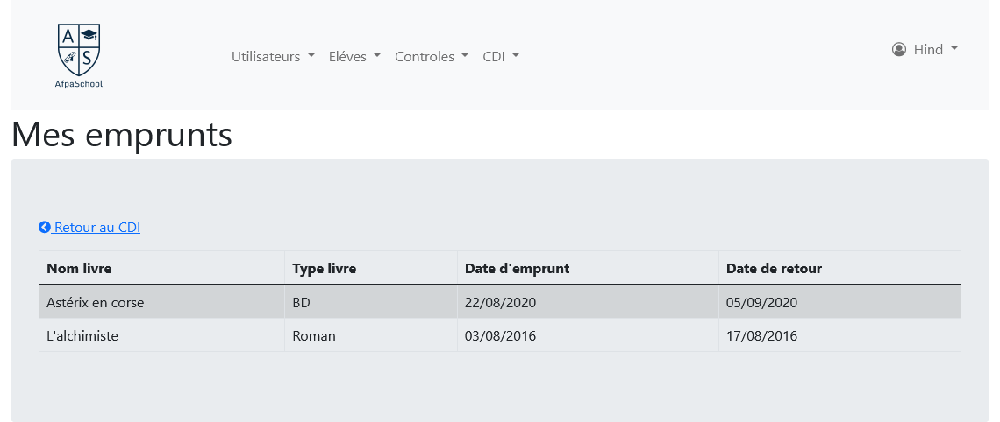 A S
AfpaSchool
Utilisateurs Eléves Controles CDI Hind
Mes emprunts
Retour au CDI
Nom livre Type livre Date d'emprunt Date de retour
Astérix en corse BD 22/08/2020 05/09/2020
L'alchimiste Roman 03/08/2016 17/08/2016